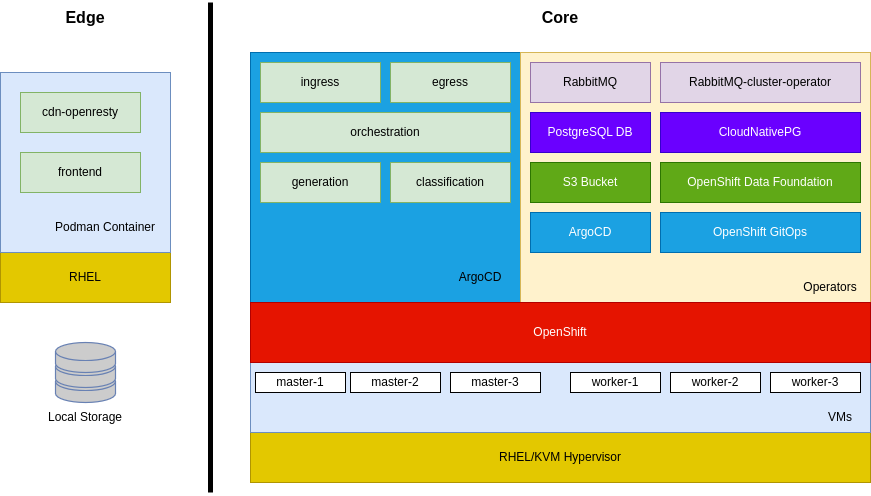 Edge
cdn-openresty
frontend
Podman Container
RHEL
Local Storage
Core
ingress
egress
orchestration
generation
classification
ArgoCD
RabbitMQ
RabbitMQ-cluster-operator
PostgreSQL DB
CloudNativePG
S3 Bucket
OpenShift Data Foundation
ArgoCD
OpenShift GitOps
Operators
OpenShift
master-1
master-2
master-3
worker-1
worker-2
worker-3
VMs
RHEL/KVM Hypervisor